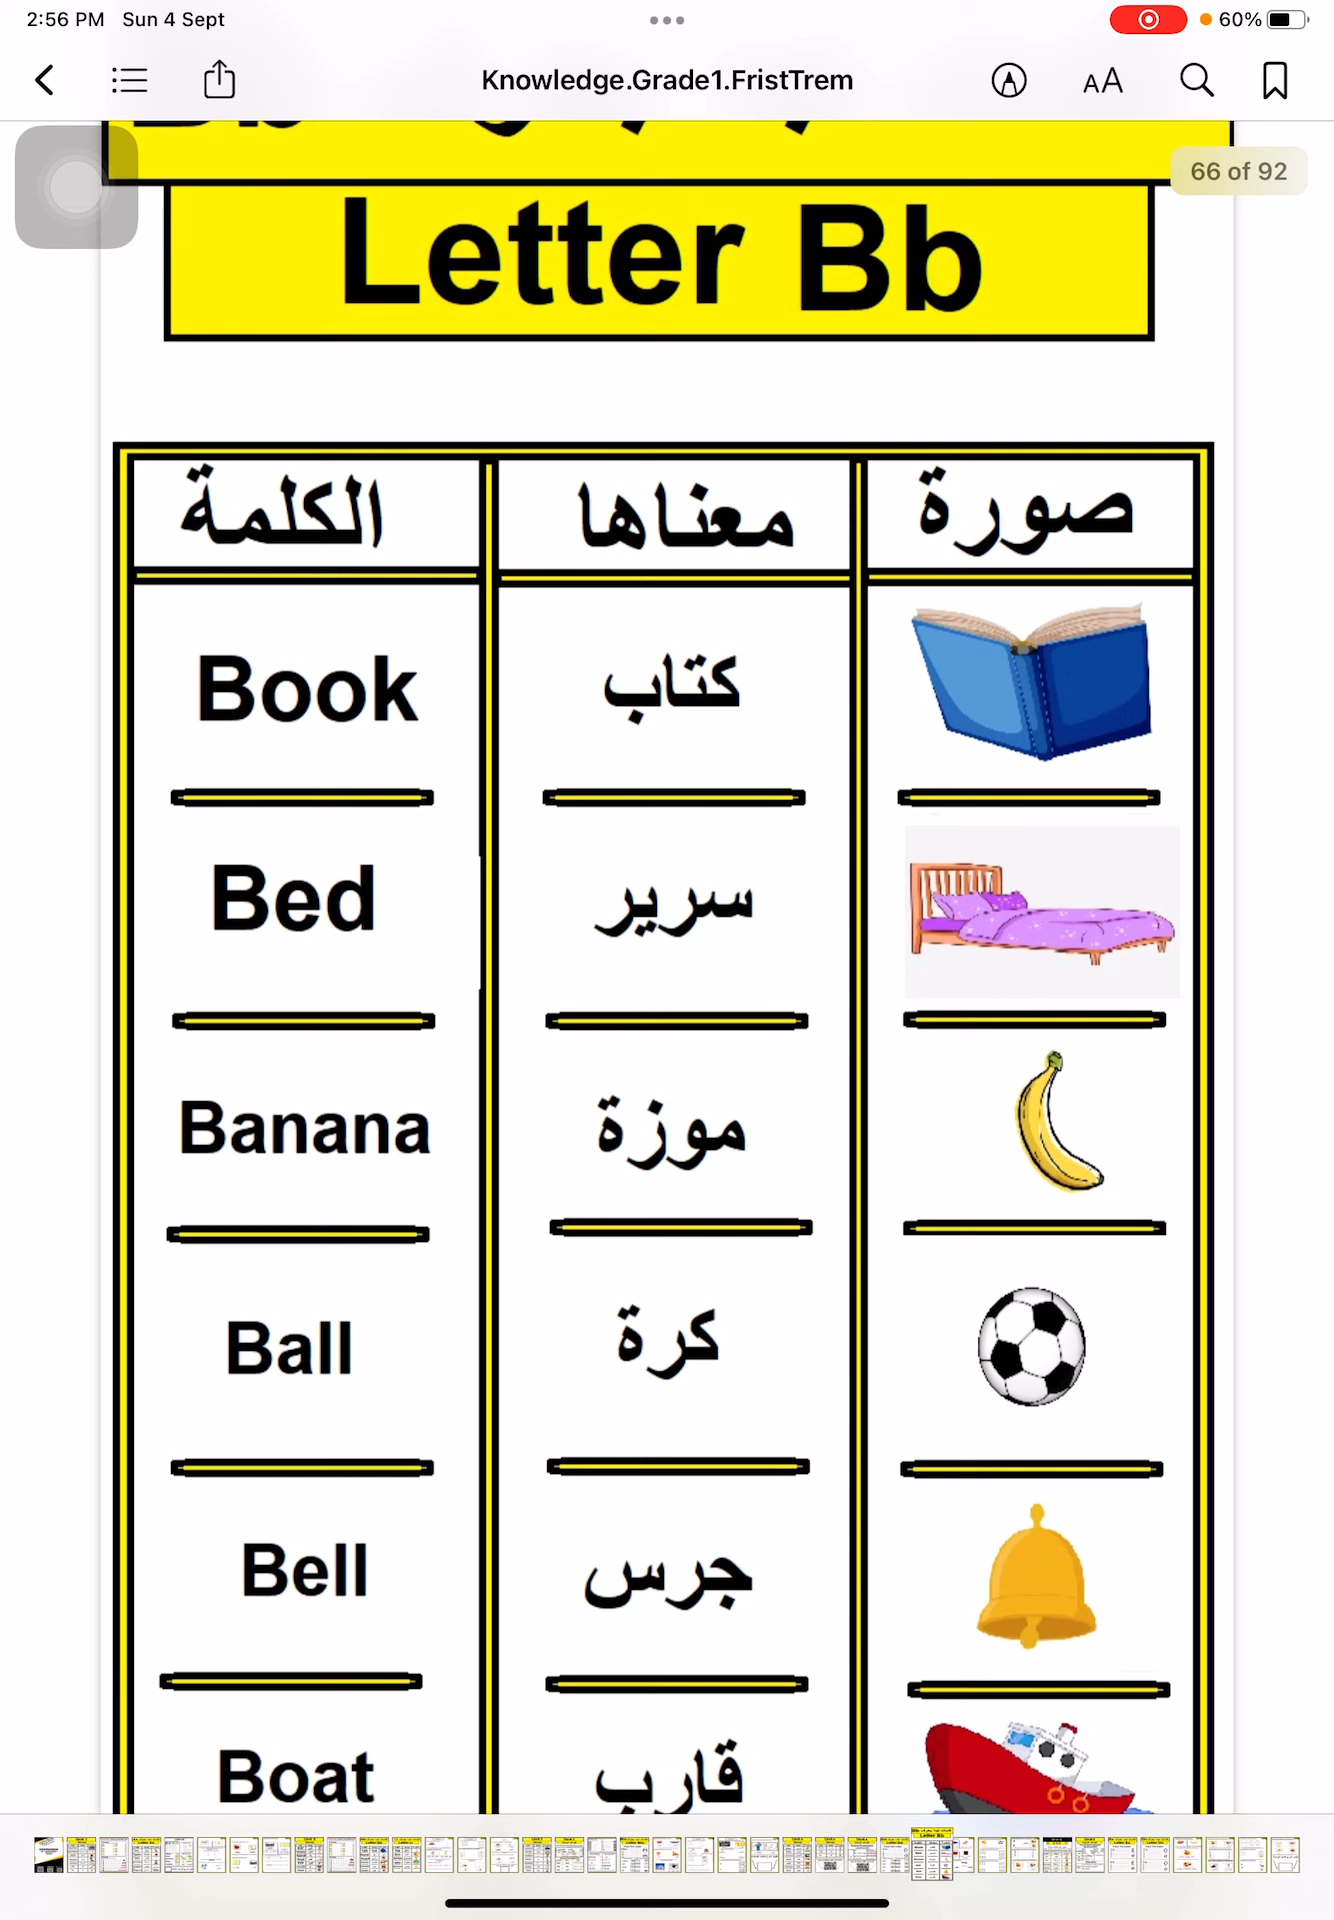 2:56 PM Sun 4 Sept
60%
Knowledge.Grade1.FristTrem
66 of 92
Letter Bb
الكلمة معناها صورة
Book كتاب
Bed سرير
Banana موزة
Ball كرة
Bell جرس
Boat قارب